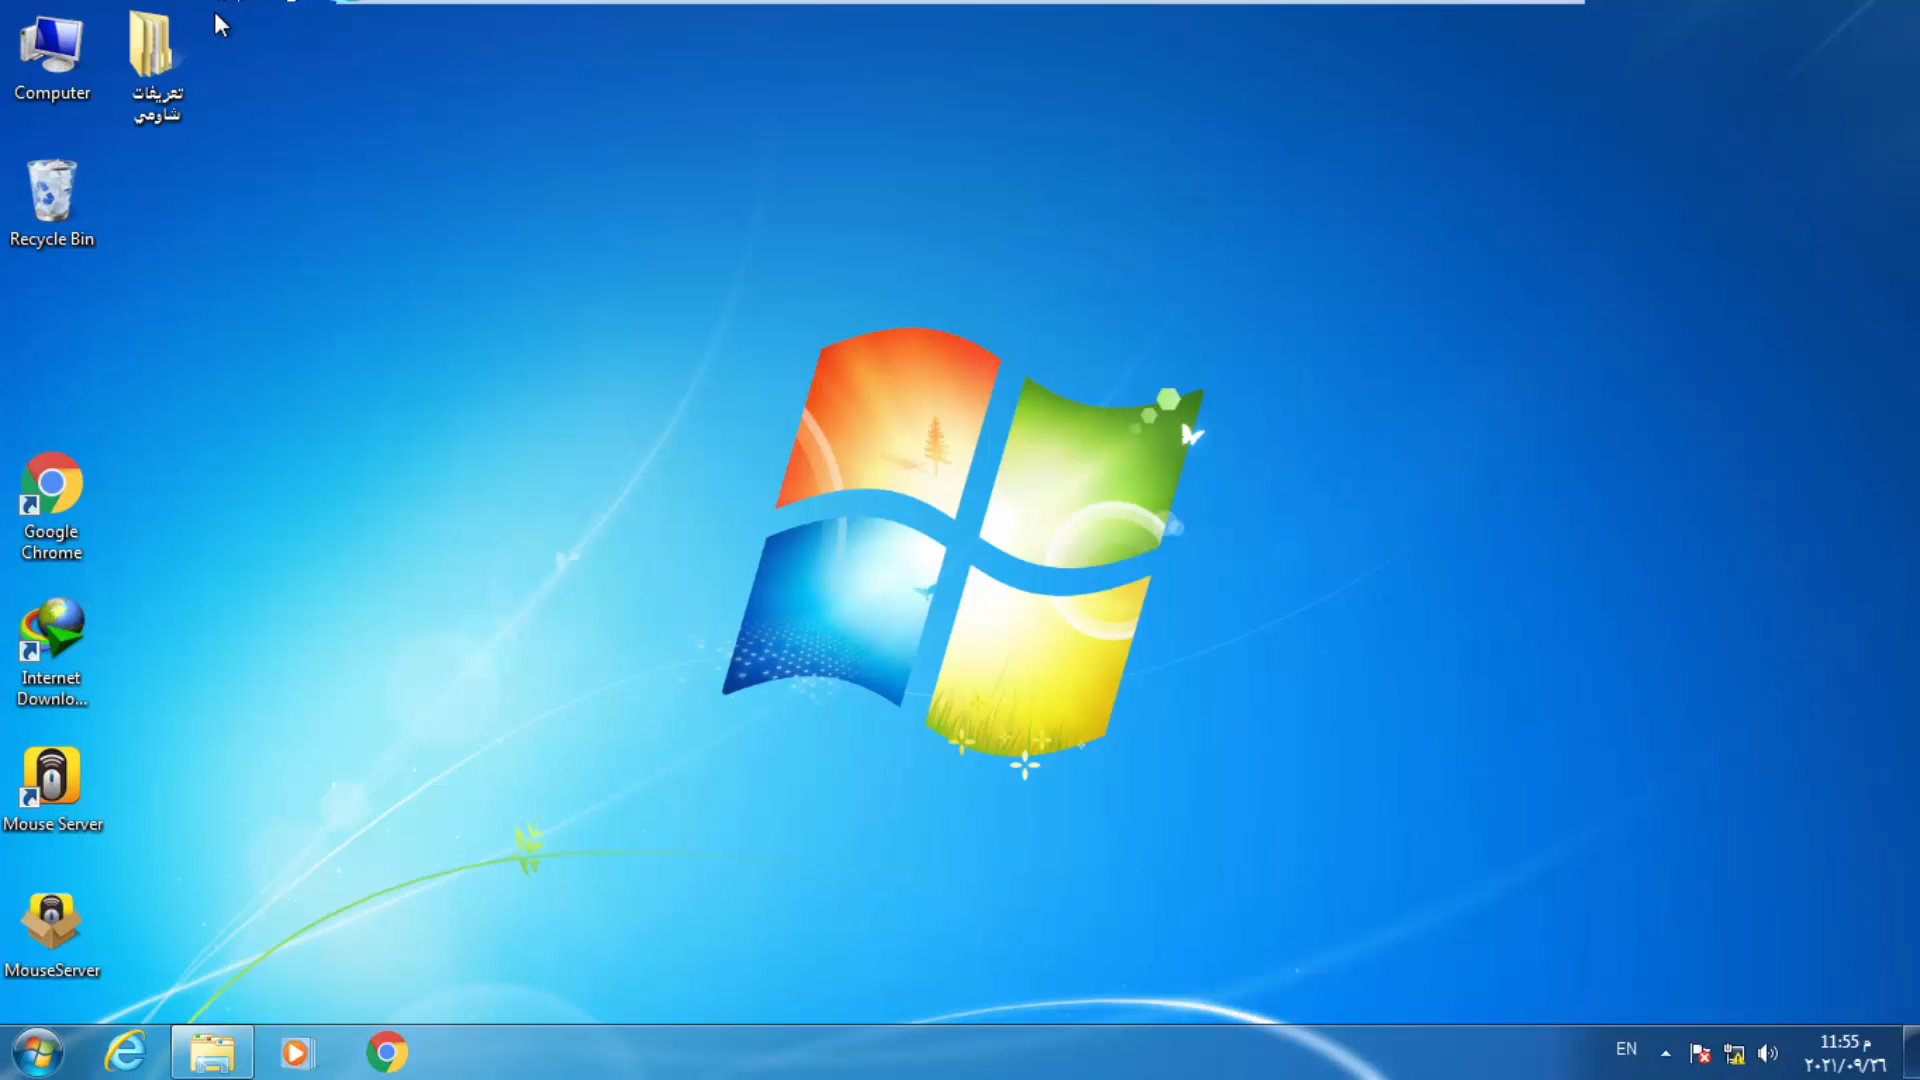 Computer
تعريفات
شاومي
Recycle Bin
Google
Chrome
Internet
Downlo...
Mouse Server
MouseServer
EN
11:55 م
٢٠٢١/٠٩/٢٦